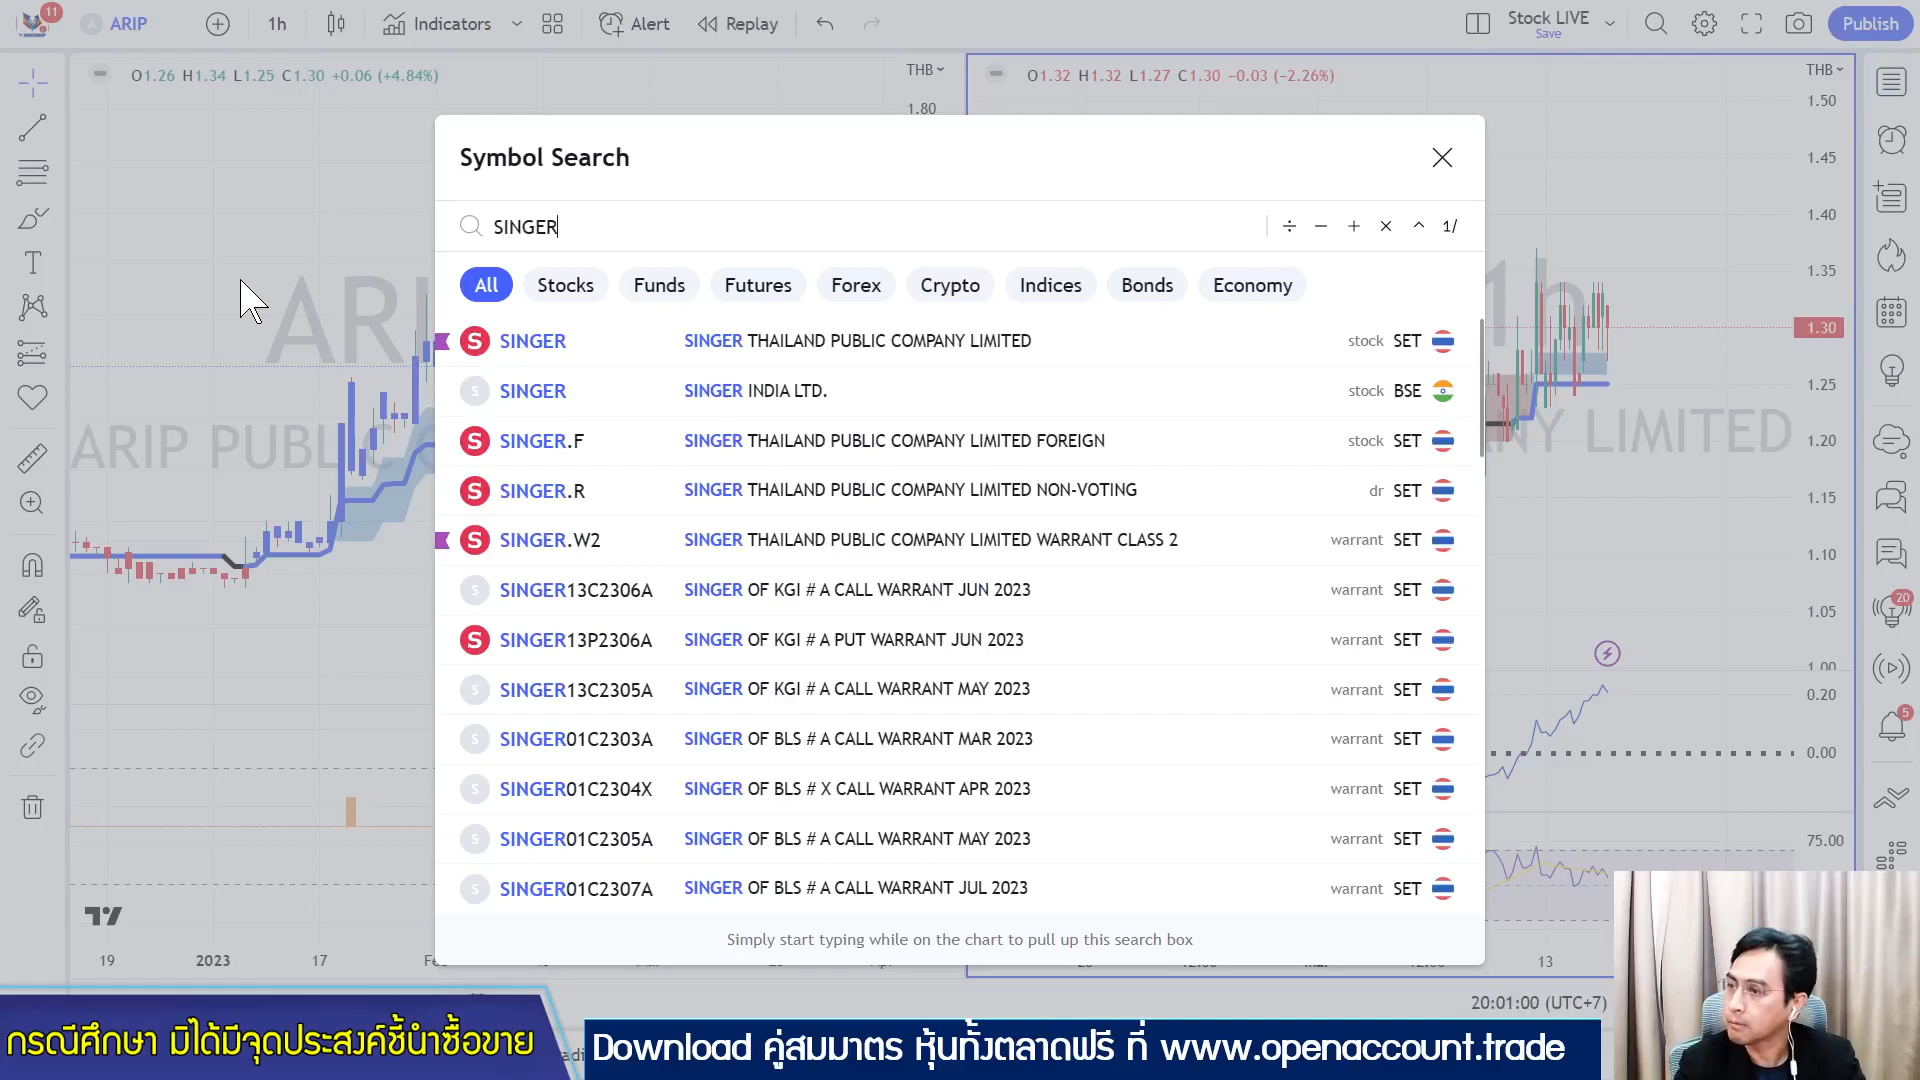 11
A ARIP
1h
Indicators
Alert
Replay
Stock LIVE
Save
Publish
O1.26 H1.34 L1.25 C1.30 +0.06 (+4.84%)
THB
1.80
O1.32 H1.32 L1.27 C1.30 −0.03 (−2.26%)
THB
1.50
1.45
1.40
1.35
1.30
1.25
1.20
1.15
1.10
1.05
1.00
0.20
0.00
75.00
Symbol Search
SINGER
÷ − + × ^ 1/
All Stocks Funds Futures Forex Crypto Indices Bonds Economy
S SINGER SINGER THAILAND PUBLIC COMPANY LIMITED stock SET
S SINGER SINGER INDIA LTD. stock BSE
S SINGER.F SINGER THAILAND PUBLIC COMPANY LIMITED FOREIGN stock SET
S SINGER.R SINGER THAILAND PUBLIC COMPANY LIMITED NON-VOTING dr SET
S SINGER.W2 SINGER THAILAND PUBLIC COMPANY LIMITED WARRANT CLASS 2 warrant SET
S SINGER13C2306A SINGER OF KGI # A CALL WARRANT JUN 2023 warrant SET
S SINGER13P2306A SINGER OF KGI # A PUT WARRANT JUN 2023 warrant SET
S SINGER13C2305A SINGER OF KGI # A CALL WARRANT MAY 2023 warrant SET
S SINGER01C2303A SINGER OF BLS # A CALL WARRANT MAR 2023 warrant SET
S SINGER01C2304X SINGER OF BLS # X CALL WARRANT APR 2023 warrant SET
S SINGER01C2305A SINGER OF BLS # A CALL WARRANT MAY 2023 warrant SET
S SINGER01C2307A SINGER OF BLS # A CALL WARRANT JUL 2023 warrant SET
Simply start typing while on the chart to pull up this search box
ARI
ARIP PUBLIC
1h
NY LIMITED
20
5
19 2023 17
13
20:01:00 (UTC+7)
กรณีศึกษา มิได้มีจุดประสงค์ชี้นำซื้อขาย
Download คู่สมมาตร หุ้นทั้งตลาดฟรี ที่ www.openaccount.trade